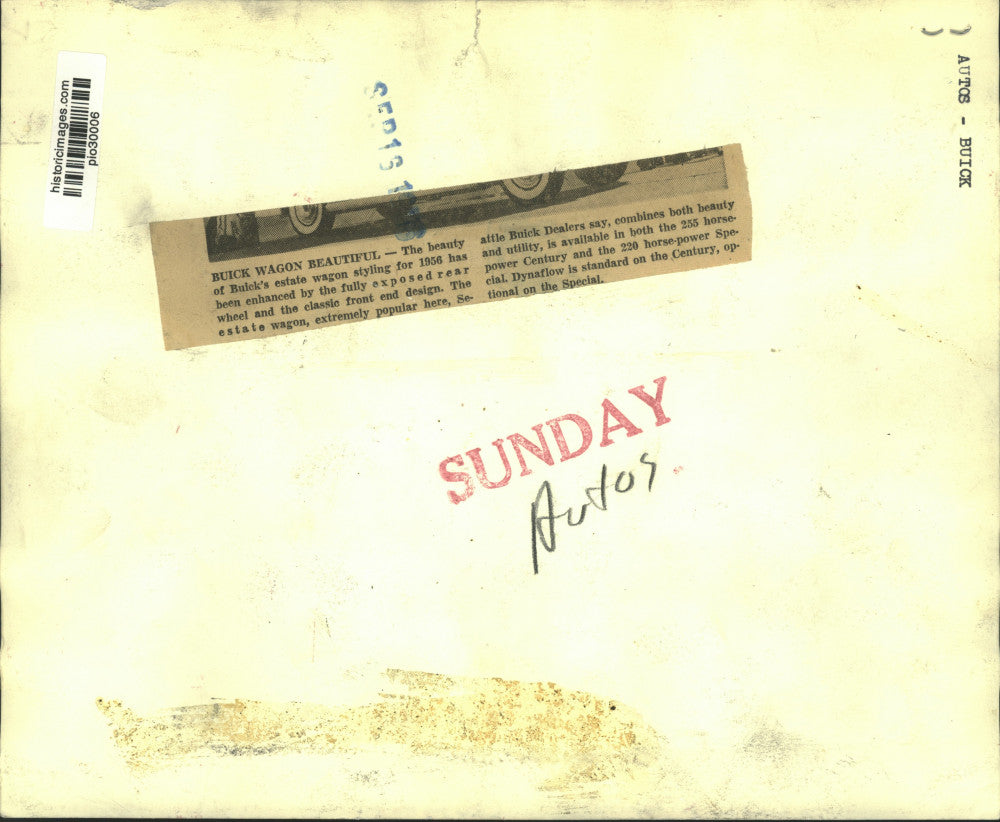 historicimages.com
pio30006
AUTOS - BUICK
BUICK WAGON BEAUTIFUL — The beauty
of Buick's estate wagon styling for 1956 has
been enhanced by the fully exposed rear
wheel and the classic front end design. The
estate wagon, extremely popular here, Se-
attle Buick Dealers say, combines both beauty
and utility, is available in both the 255 horse-
power Century and the 220 horse-power Spe-
cial. Dynaflow is standard on the Century, op-
tional on the Special.
SUNDAY
Autos